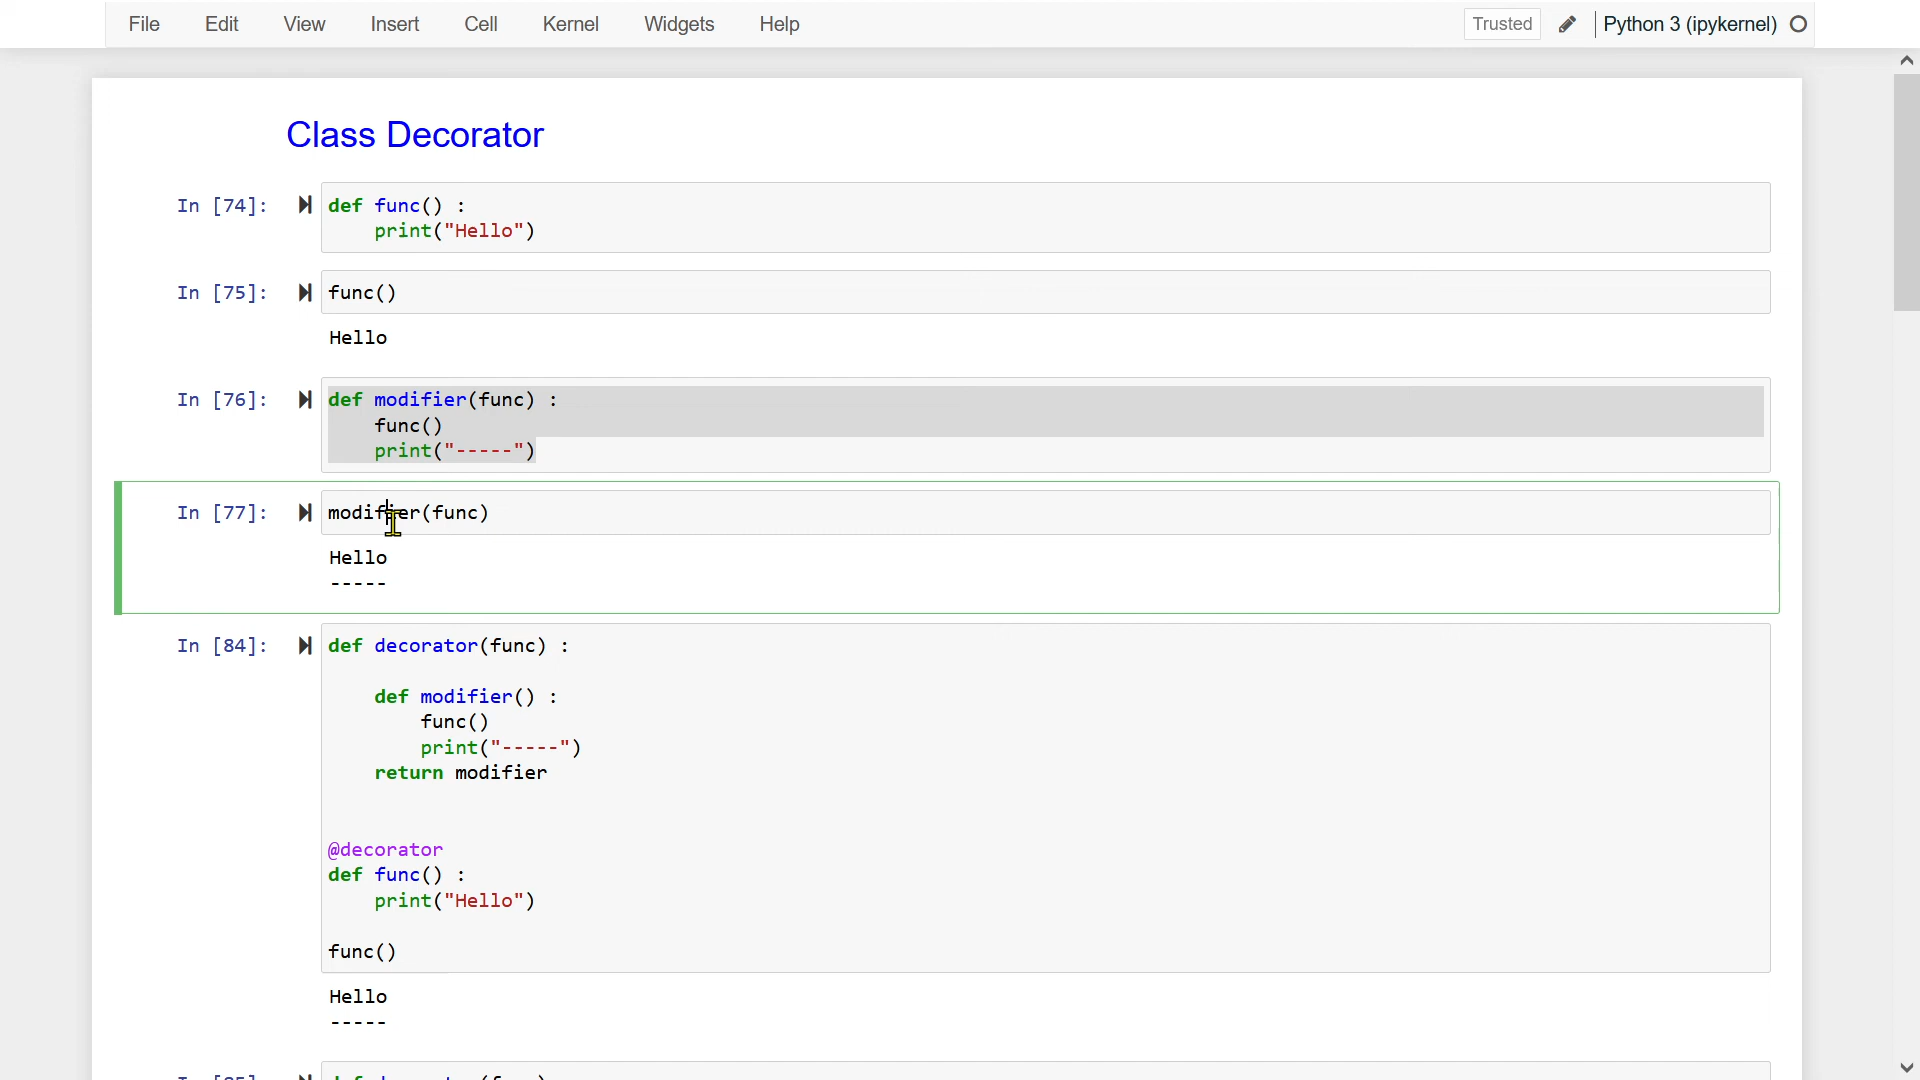 File Edit View Insert Cell Kernel Widgets Help Trusted Python 3 (ipykernel)
Class Decorator
In [74]: def func() :
print("Hello")
In [75]: func()
Hello
In [76]: def modifier(func) :
func()
print("-----")
In [77]: modifier(func)
Hello
-----
In [84]: def decorator(func) :
def modifier() :
func()
print("-----")
return modifier
@decorator
def func() :
print("Hello")
func()
Hello
-----